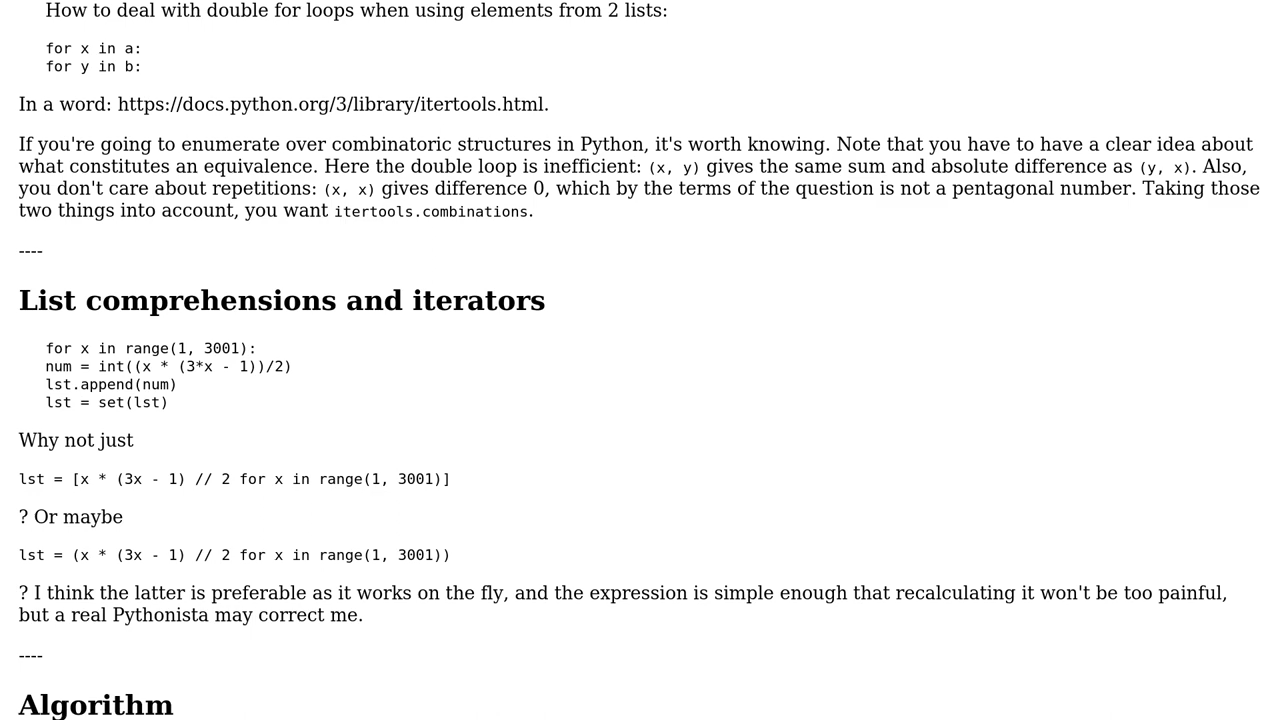 How to deal with double for loops when using elements from 2 lists:
for x in a:
for y in b:
In a word: https://docs.python.org/3/library/itertools.html.
If you're going to enumerate over combinatoric structures in Python, it's worth knowing. Note that you have to have a clear idea about
what constitutes an equivalence. Here the double loop is inefficient: (x, y) gives the same sum and absolute difference as (y, x). Also,
you don't care about repetitions: (x, x) gives difference 0, which by the terms of the question is not a pentagonal number. Taking those
two things into account, you want itertools.combinations.
----
List comprehensions and iterators
for x in range(1, 3001):
num = int((x * (3*x - 1))/2)
lst.append(num)
lst = set(lst)
Why not just
lst = [x * (3x - 1) // 2 for x in range(1, 3001)]
? Or maybe
lst = (x * (3x - 1) // 2 for x in range(1, 3001))
? I think the latter is preferable as it works on the fly, and the expression is simple enough that recalculating it won't be too painful,
but a real Pythonista may correct me.
----
Algorithm